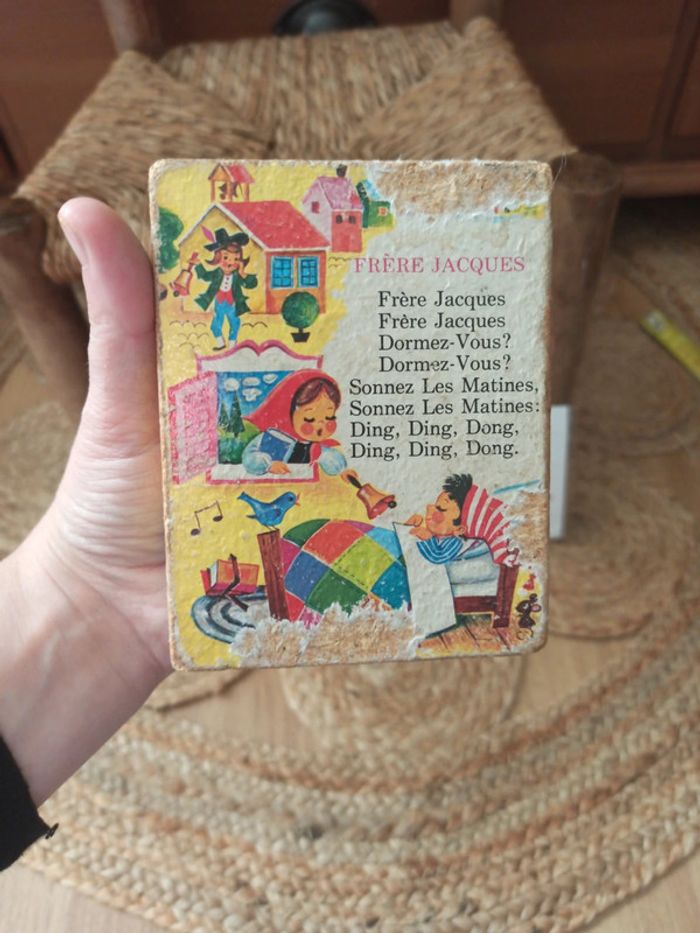 FRÈRE JACQUES
Frère Jacques
Frère Jacques
Dormez-Vous?
Dormez-Vous?
Sonnez Les Matines,
Sonnez Les Matines:
Ding, Ding, Dong,
Ding, Ding, Dong.